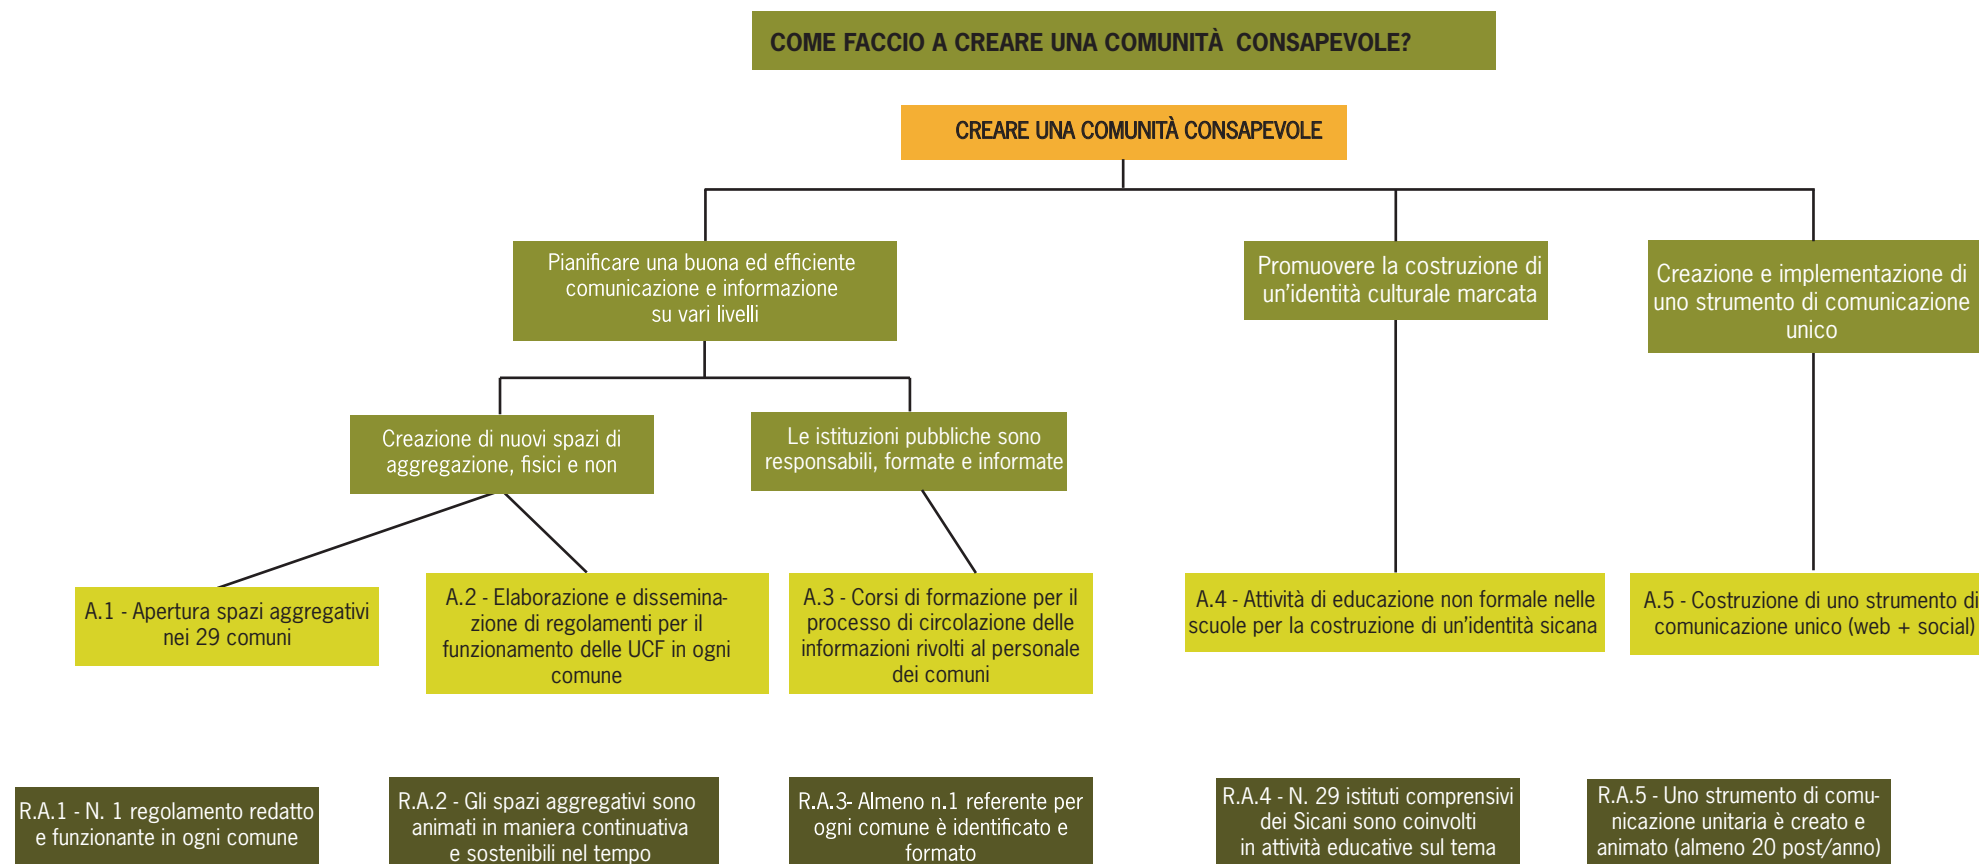 COME FACCIO A CREARE UNA COMUNITÀ CONSAPEVOLE?
CREARE UNA COMUNITÀ CONSAPEVOLE
Pianificare una buona ed efficiente
comunicazione e informazione
su vari livelli
Promuovere la costruzione di
un'identità culturale marcata
Creazione e implementazione di
uno strumento di comunicazione
unico
Creazione di nuovi spazi di
aggregazione, fisici e non
Le istituzioni pubbliche sono
responsabili, formate e informate
A.1 - Apertura spazi aggregativi
nei 29 comuni
A.2 - Elaborazione e dissemina-
zione di regolamenti per il
funzionamento delle UCF in ogni
comune
A.3 - Corsi di formazione per il
processo di circolazione delle
informazioni rivolti al personale
dei comuni
A.4 - Attività di educazione non formale nelle
scuole per la costruzione di un'identità sicana
A.5 - Costruzione di uno strumento di
comunicazione unico (web + social)
R.A.1 - N. 1 regolamento redatto
e funzionante in ogni comune
R.A.2 - Gli spazi aggregativi sono
animati in maniera continuativa
e sostenibili nel tempo
R.A.3- Almeno n.1 referente per
ogni comune è identificato e
formato
R.A.4 - N. 29 istituti comprensivi
dei Sicani sono coinvolti
in attività educative sul tema
R.A.5 - Uno strumento di comu-
nicazione unitaria è creato e
animato (almeno 20 post/anno)